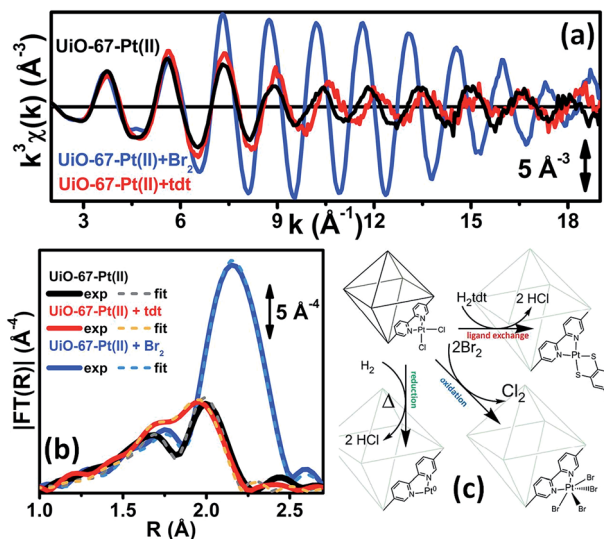 UiO-67-Pt(II)
(a)
k³χ(k) (Å⁻³)
UiO-67-Pt(II)+Br₂
UiO-67-Pt(II)+tdt
5 Å⁻³
3 6 9 12 15 18
k (Å⁻¹)
(b)
UiO-67-Pt(II)
exp fit
UiO-67-Pt(II) + tdt
exp fit
UiO-67-Pt(II) + Br₂
exp fit
5 Å⁻⁴
|FT(R)| (Å⁻⁴)
1.0 1.5 2.0 2.5
R (Å)
H₂tdt 2 HCl
N N Pt Cl
Cl
ligand exchange
2Br₂
N N
Pt
S S
H₂
reduction
oxidation
Cl₂
Δ
2 HCl
N N
Pt⁰
(c)
N N
Pt Br
Br Br
Br